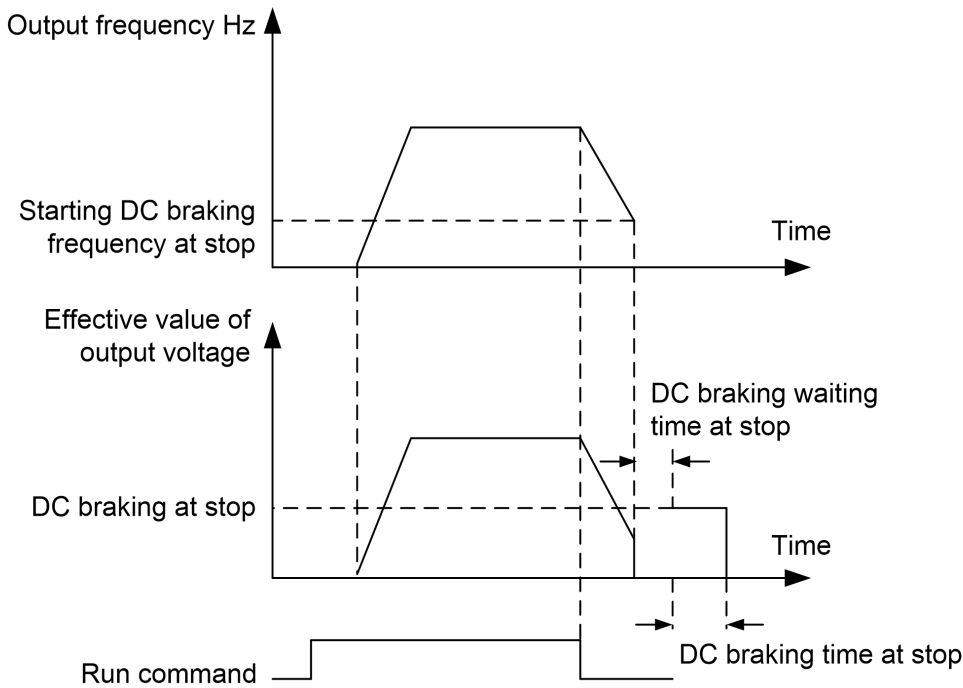 Output frequency Hz
Starting DC braking
frequency at stop
Time
Effective value of
output voltage
DC braking waiting
time at stop
DC braking at stop
Time
DC braking time at stop
Run command